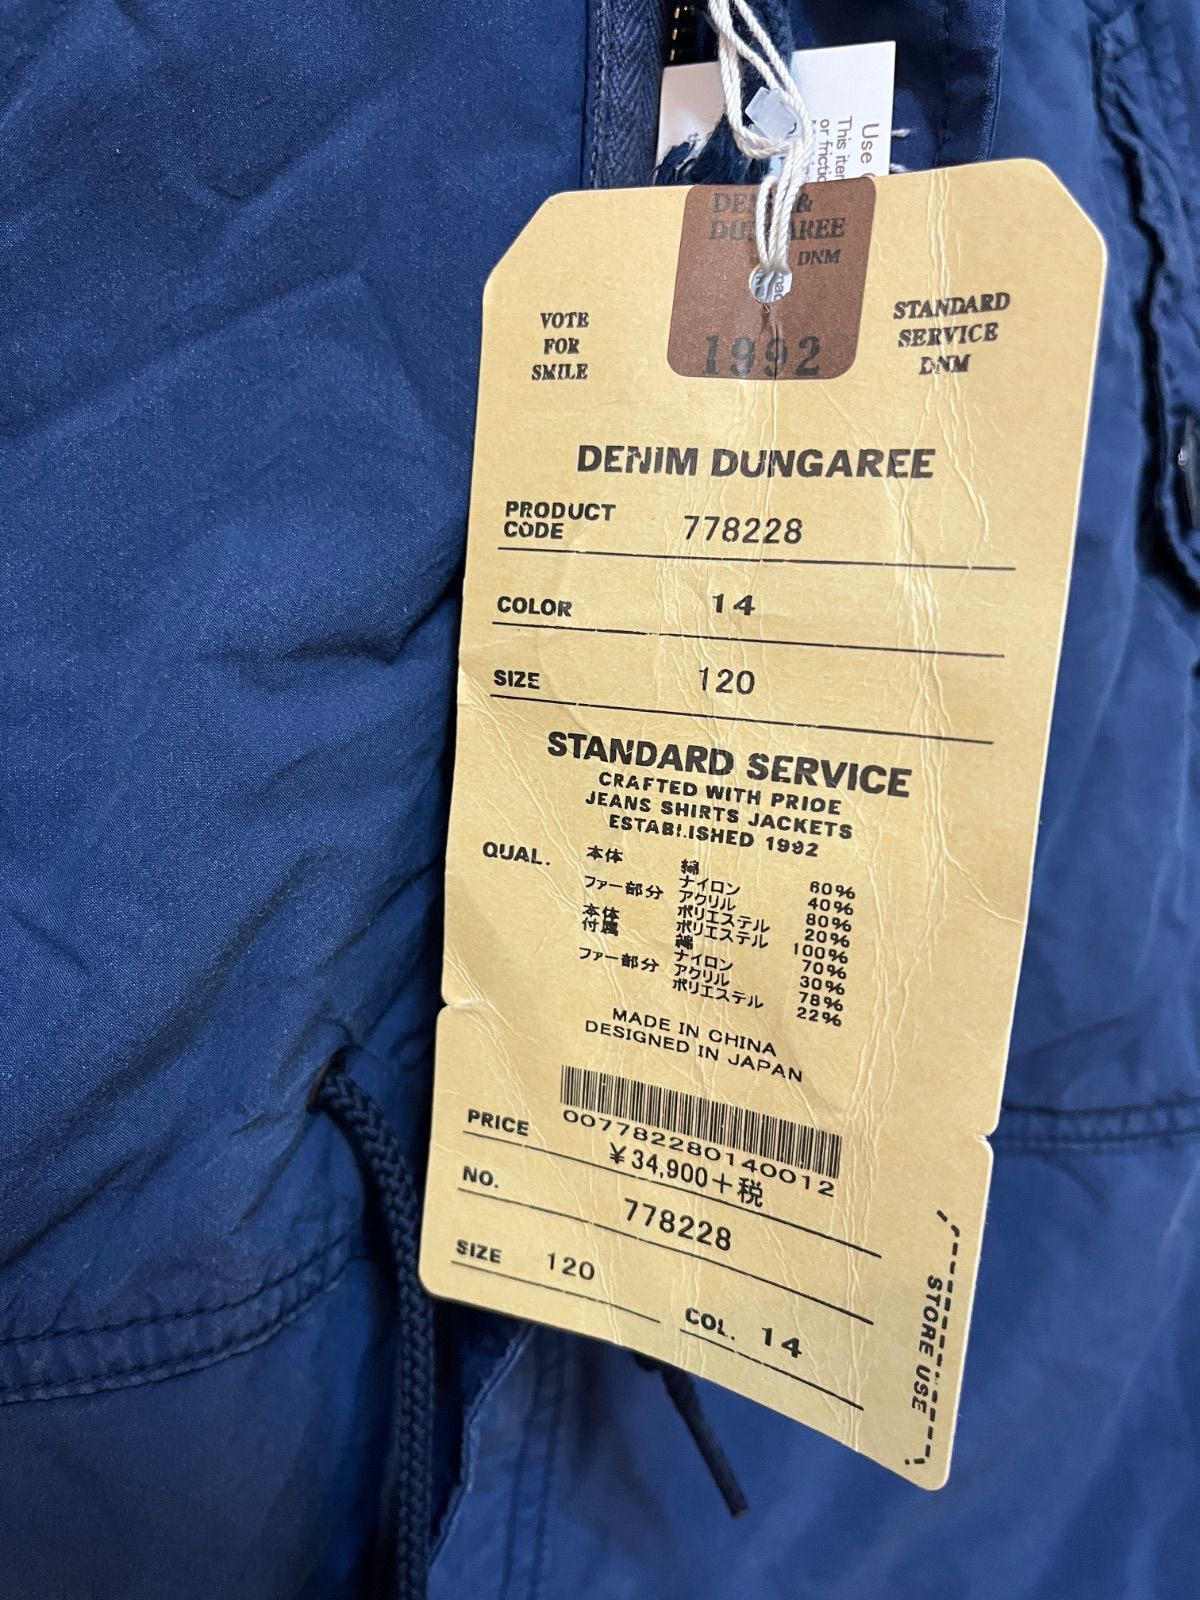 Use
This
or
DENIM &
DUNGAREE
DNM
1992
VOTE
FOR
SMILE
STANDARD
SERVICE
DNM
DENIM DUNGAREE
PRODUCT
CODE 778228
COLOR 14
SIZE 120
STANDARD SERVICE
CRAFTED WITH PRIDE
JEANS SHIRTS JACKETS
ESTABLISHED 1992
QUAL. 本体 綿 60%
ナイロン 40%
ファー部分 アクリル 80%
ポリエステル 20%
本体 ポリエステル 100%
付属 綿 70%
ナイロン 30%
ファー部分 アクリル 78%
ポリエステル 22%
MADE IN CHINA
DESIGNED IN JAPAN
0077822801400​12
PRICE ¥34,900+税
NO. 778228
SIZE 120
COL. 14
STORE USE